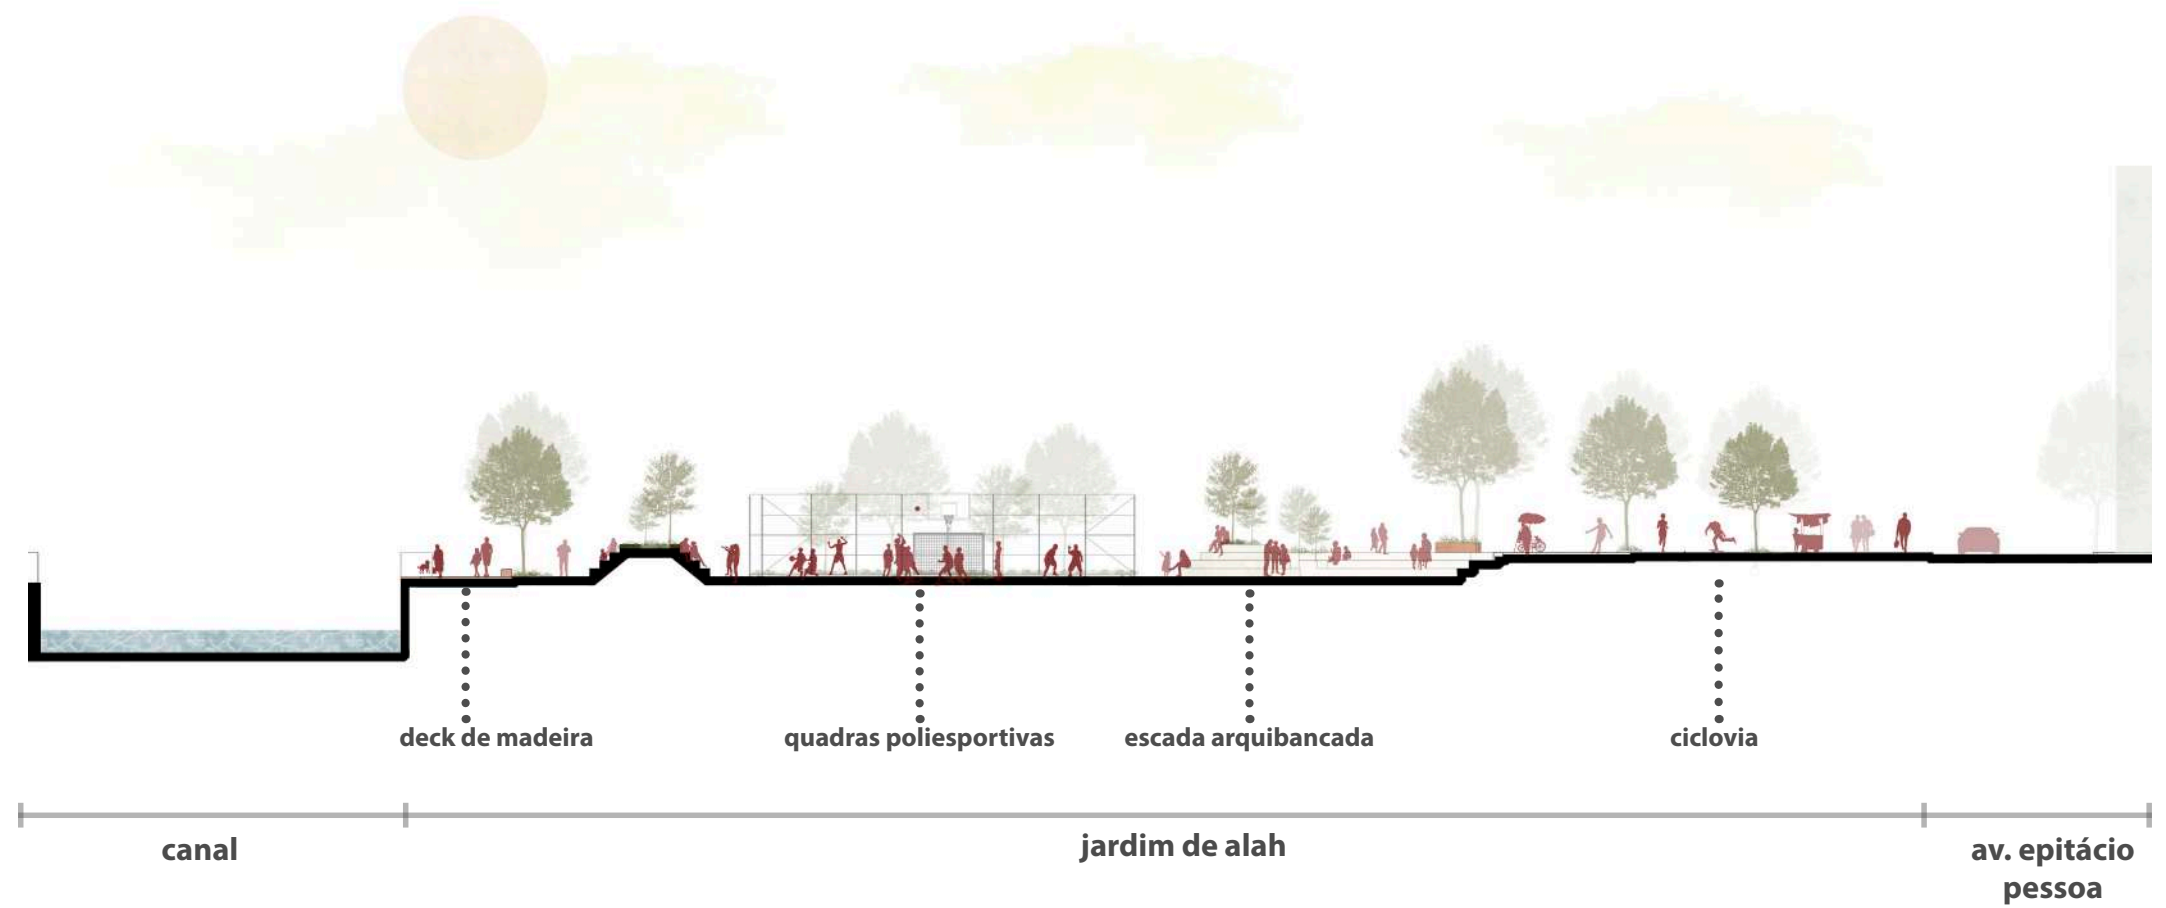 deck de madeira
quadras poliesportivas
escada arquibancada
ciclovia
canal
jardim de alah
av. epitácio
pessoa